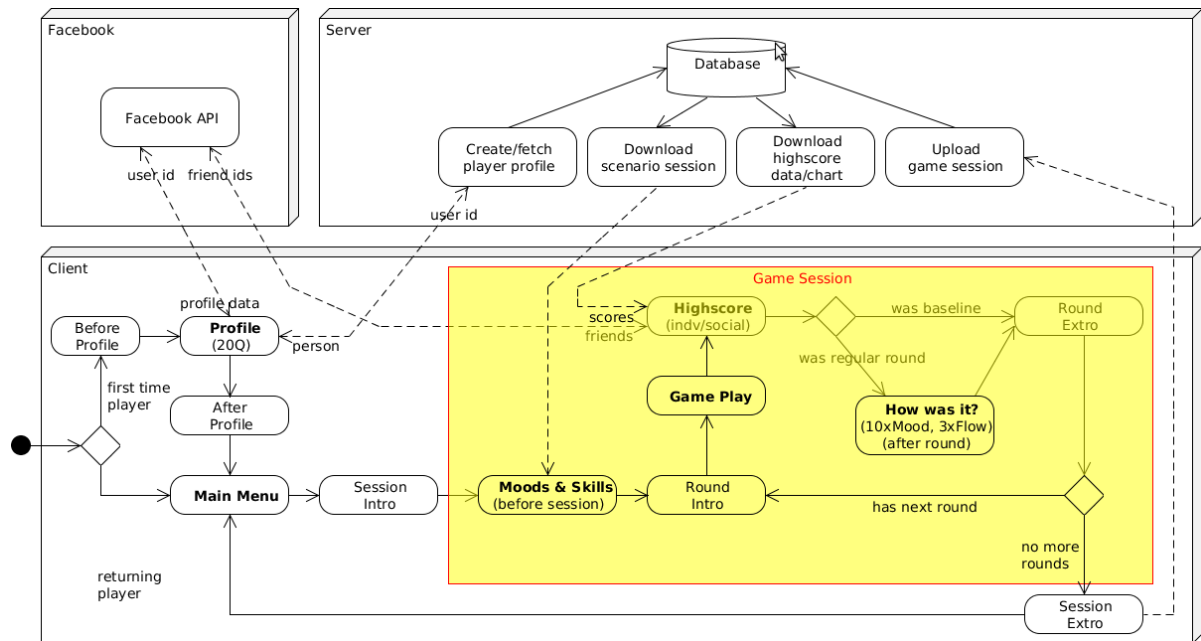 Facebook
Facebook API
user id
friend ids
Server
Database
Create/fetch
player profile
Download
scenario session
Download
highscore
data/chart
Upload
game session
user id
Client
Game Session
profile data
Before
Profile
Profile
(20Q)
person
scores
friends
Highscore
(indv/social)
was baseline
Round
Extro
was regular round
first time
player
After
Profile
Game Play
How was it?
(10xMood, 3xFlow)
(after round)
Main Menu
Session
Intro
Moods & Skills
(before session)
Round
Intro
has next round
no more
rounds
returning
player
Session
Extro